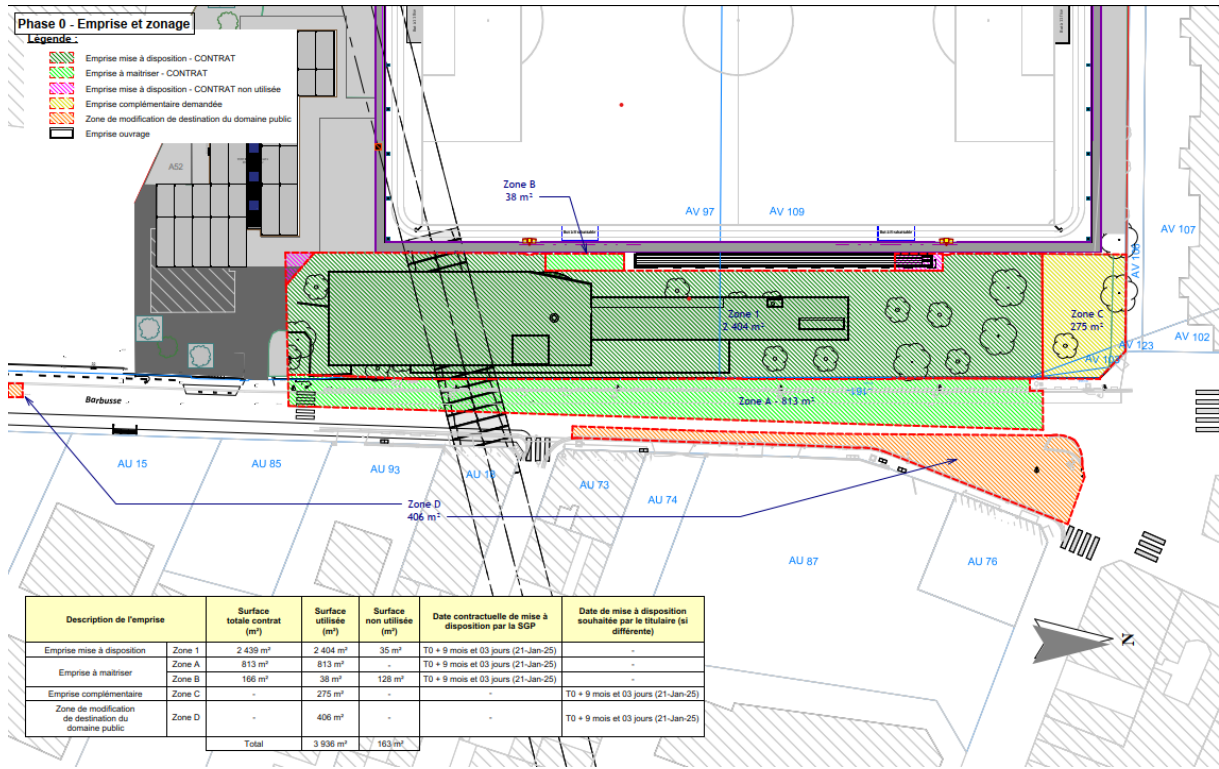 Phase 0 - Emprise et zonage
Légende :
Emprise mise à disposition - CONTRAT
Emprise à maitriser - CONTRAT
Emprise mise à disposition - CONTRAT non utilisée
Emprise complémentaire demandée
Zone de modification de destination du domaine public
Emprise ouvrage
A52
Zone B
38 m²
AV 97
AV 109
AV 107
AV 108
Zone 1
2 404 m²
Zone C
275 m²
AV 102
AV 123
AV 103
Barbusse
Zone A - 813 m²
161
AU 15
AU 85
AU 93
AU 18
AU 73
AU 74
Zone D
406 m²
AU 87
AU 76
N
Description de l'emprise Surface totale contrat (m²) Surface utilisée (m²) Surface non utilisée (m²) Date contractuelle de mise à disposition par la SGP Date de mise à disposition souhaitée par le titulaire (si différente)
Emprise mise à disposition Zone 1 2 439 m² 2 404 m² 35 m² T0 + 9 mois et 03 jours (21-Jan-25) -
Emprise à maitriser Zone A 813 m² 813 m² - T0 + 9 mois et 03 jours (21-Jan-25) -
Zone B 166 m² 38 m² 128 m² T0 + 9 mois et 03 jours (21-Jan-25) -
Emprise complémentaire Zone C - 275 m² - - T0 + 9 mois et 03 jours (21-Jan-25)
Zone de modification de destination du domaine public Zone D - 406 m² - - T0 + 9 mois et 03 jours (21-Jan-25)
Total 3 936 m² 163 m²